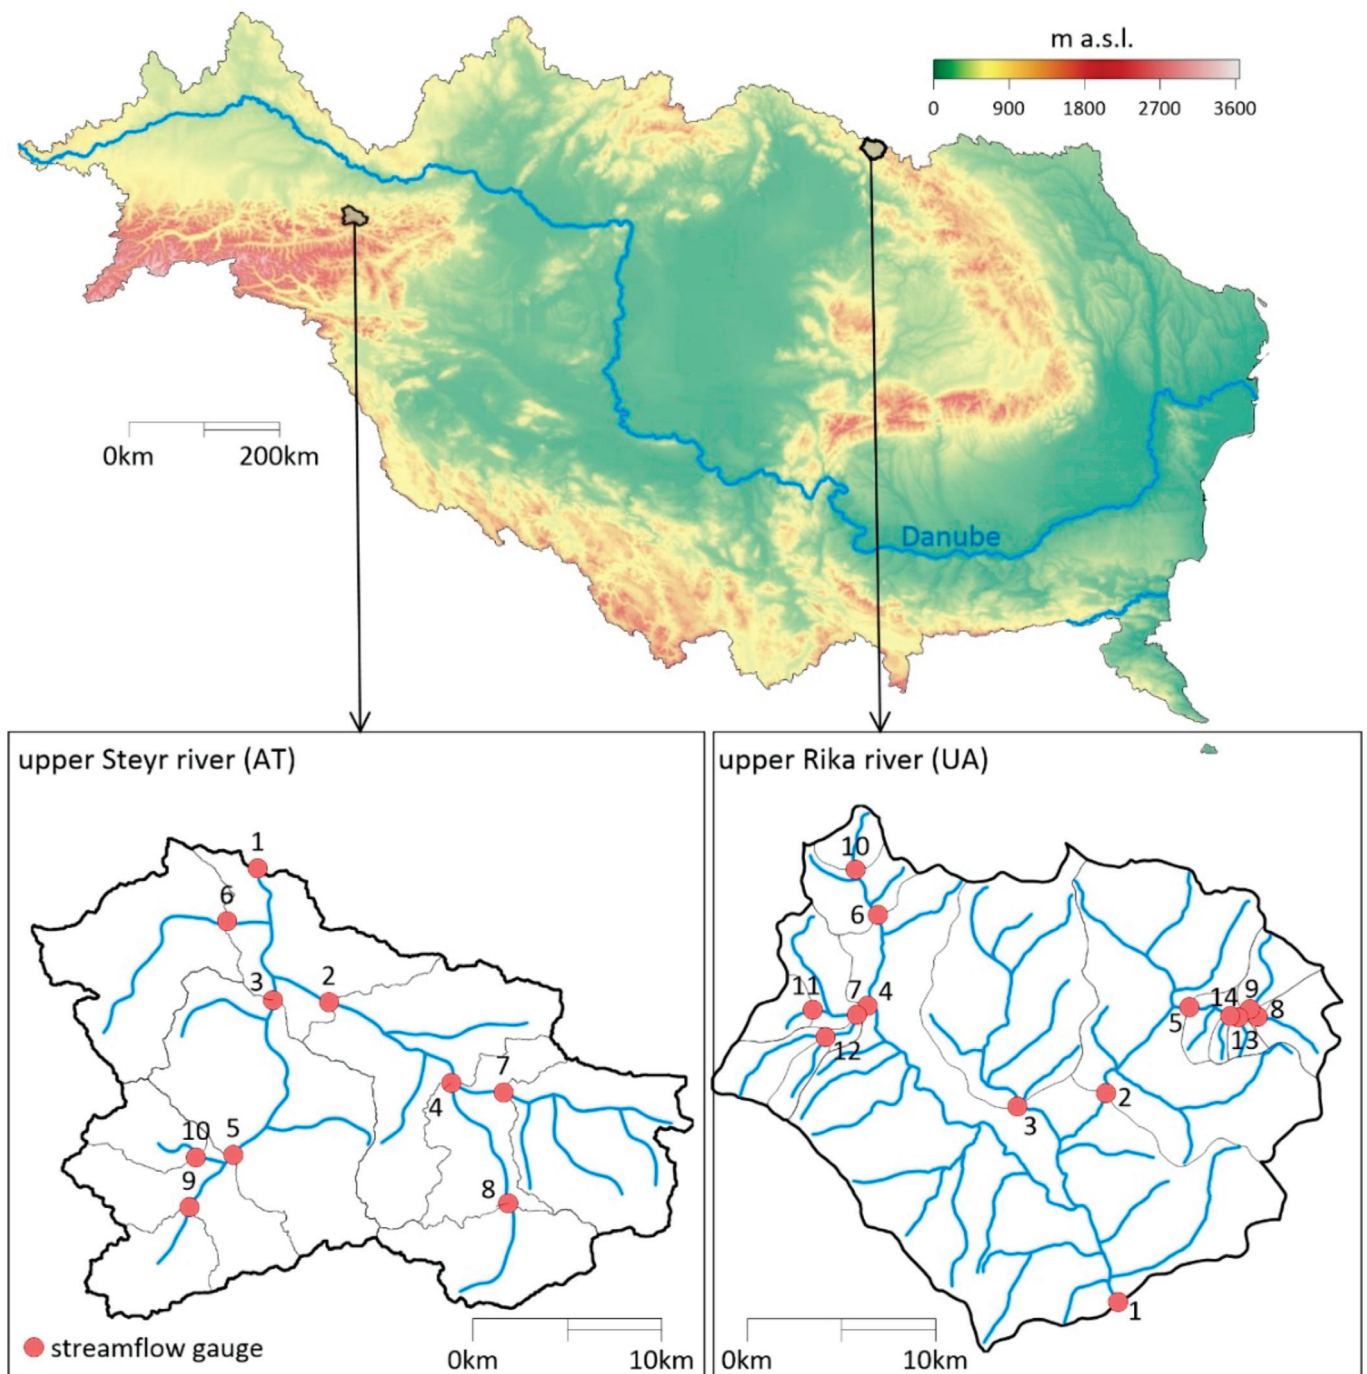 m a.s.l.
0 900 1800 2700 3600
0km 200km
Danube
upper Steyr river (AT)
1
6
3 2
7
4
10 5
9
8
streamflow gauge
0km 10km
upper Rika river (UA)
10
6
11 7 4
12
14 9
5 8
13
2
3
1
0km 10km